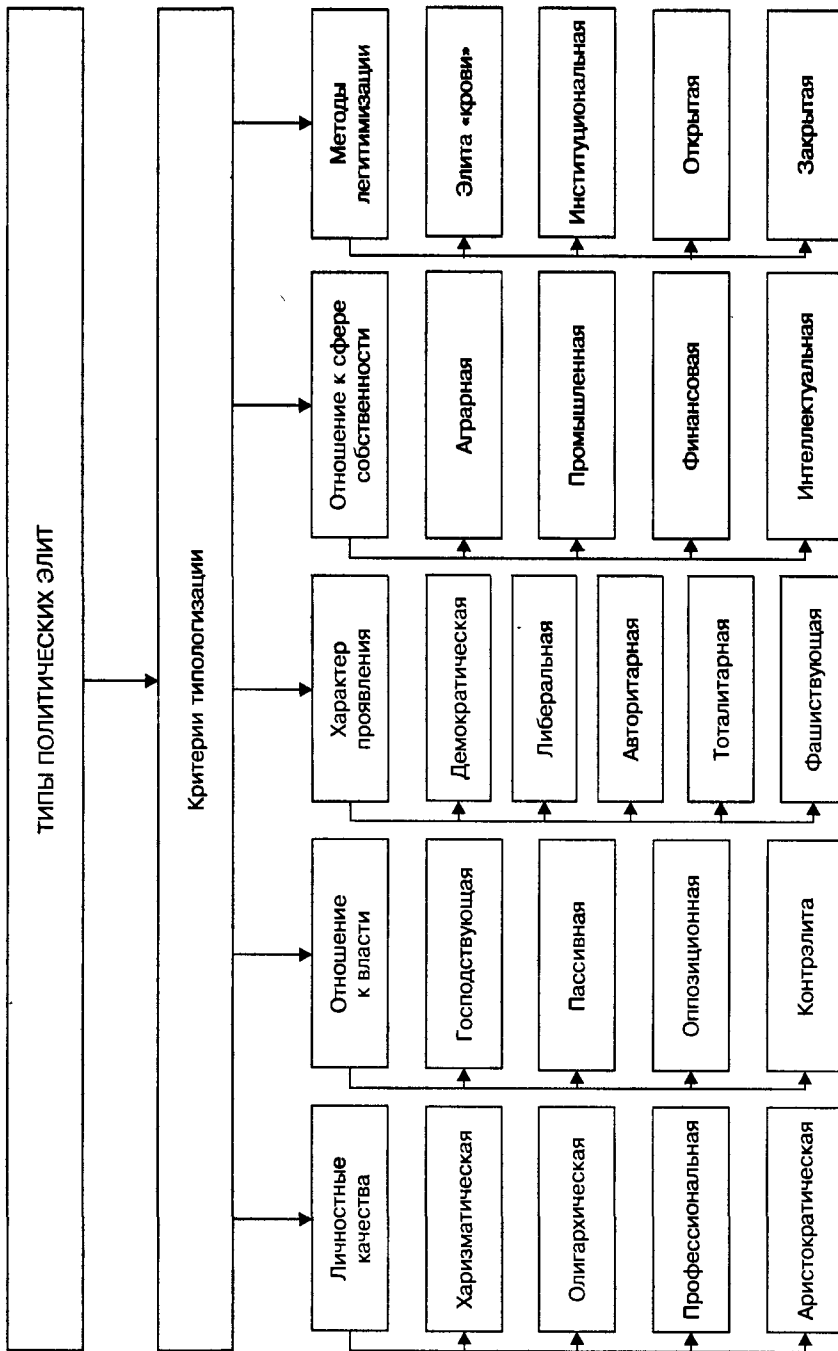 ТИПЫ ПОЛИТИЧЕСКИХ ЭЛИТ
Критерии типологизации
Личностные
качества
Харизматическая
Олигархическая
Профессиональная
Аристократическая
Отношение
к власти
Господствующая
Пассивная
Оппозиционная
Контрэлита
Характер
проявления
Демократическая
Либеральная
Авторитарная
Тоталитарная
Фашиствующая
Отношение к сфере
собственности
Аграрная
Промышленная
Финансовая
Интеллектуальная
Методы
легитимизации
Элита «крови»
Институциональная
Открытая
Закрытая